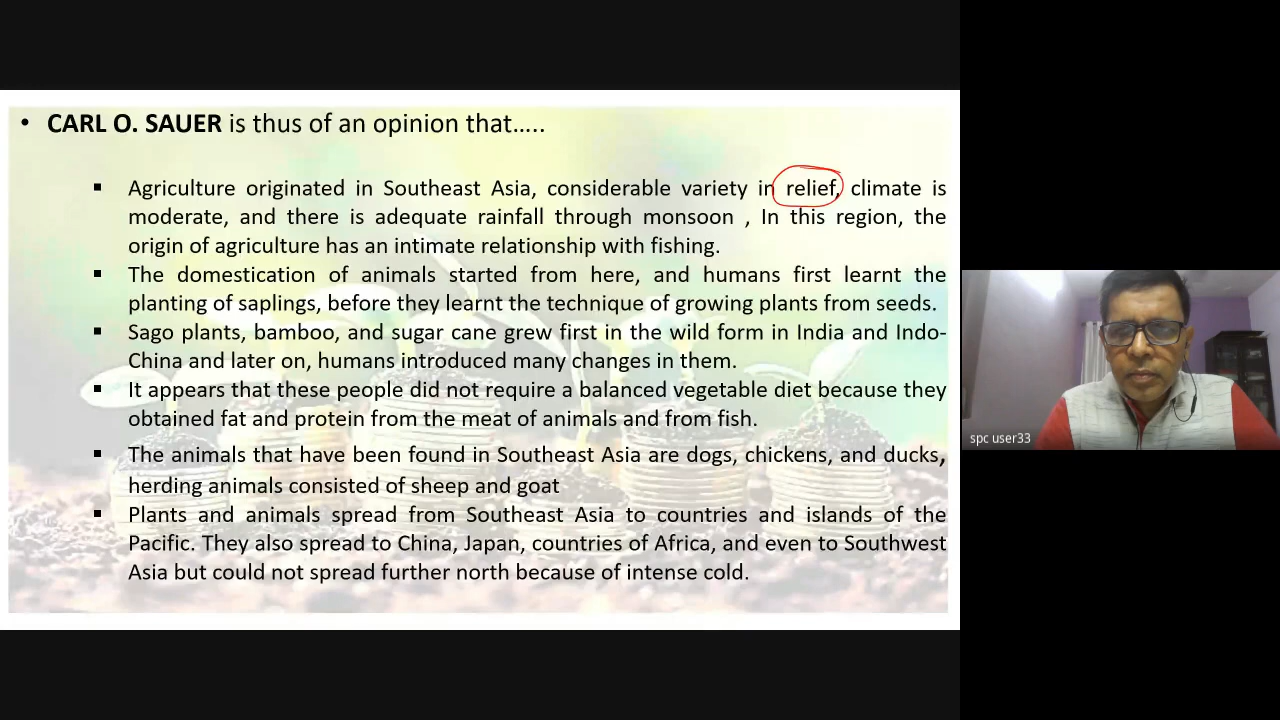 • CARL O. SAUER is thus of an opinion that…..
▪ Agriculture originated in Southeast Asia, considerable variety in relief, climate is
moderate, and there is adequate rainfall through monsoon , In this region, the
origin of agriculture has an intimate relationship with fishing.
▪ The domestication of animals started from here, and humans first learnt the
planting of saplings, before they learnt the technique of growing plants from seeds.
▪ Sago plants, bamboo, and sugar cane grew first in the wild form in India and Indo-
China and later on, humans introduced many changes in them.
▪ It appears that these people did not require a balanced vegetable diet because they
obtained fat and protein from the meat of animals and from fish.
▪ The animals that have been found in Southeast Asia are dogs, chickens, and ducks,
herding animals consisted of sheep and goat
▪ Plants and animals spread from Southeast Asia to countries and islands of the
Pacific. They also spread to China, Japan, countries of Africa, and even to Southwest
Asia but could not spread further north because of intense cold.
spc user33